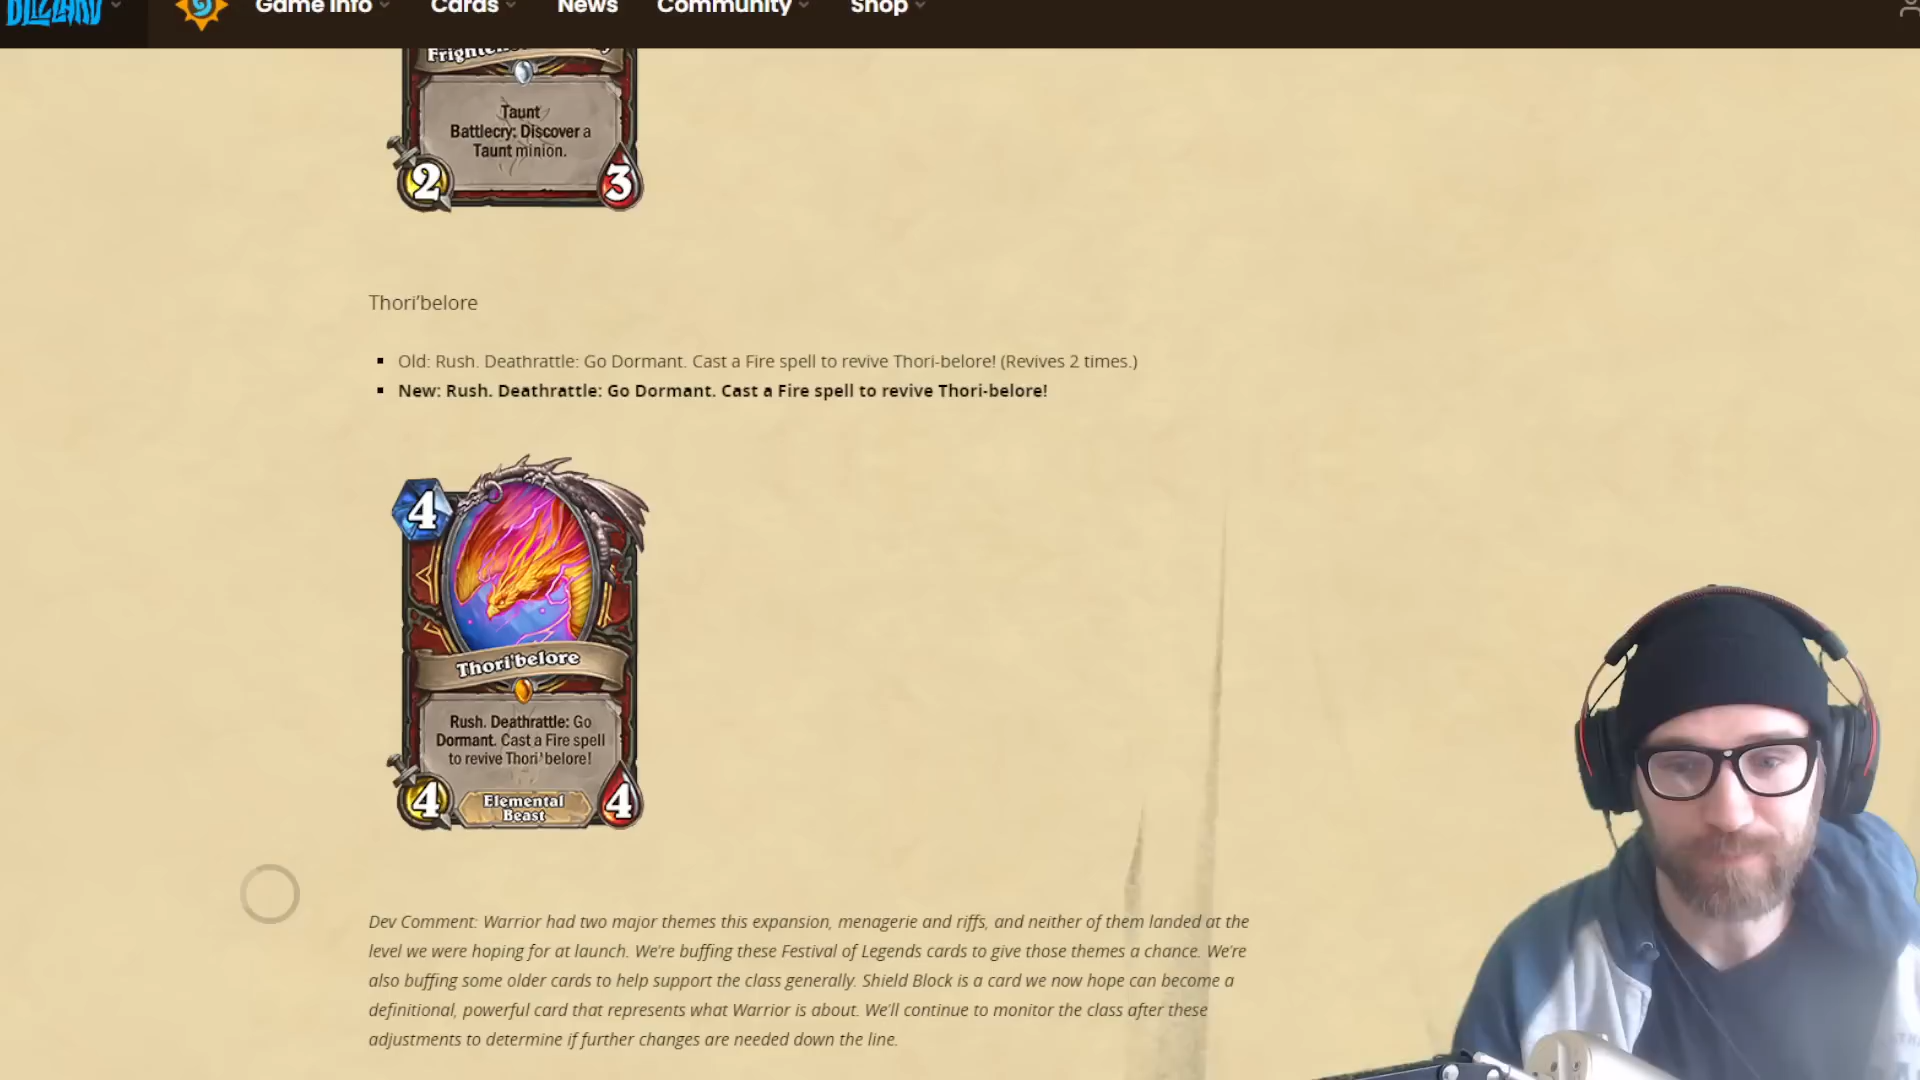 BLIZZARD
Game Info
Cards
News
Community
Shop
Taunt
Battlecry: Discover a
Taunt minion.
2
3
Thori’belore
Old: Rush. Deathrattle: Go Dormant. Cast a Fire spell to revive Thori-belore! (Revives 2 times.)
New: Rush. Deathrattle: Go Dormant. Cast a Fire spell to revive Thori-belore!
4
Thori'belore
Rush. Deathrattle: Go
Dormant. Cast a Fire spell
to revive Thori'belore!
4
Elemental
Beast
4
Dev Comment: Warrior had two major themes this expansion, menagerie and riffs, and neither of them landed at the
level we were hoping for at launch. We’re buffing these Festival of Legends cards to give those themes a chance. We’re
also buffing some older cards to help support the class generally. Shield Block is a card we now hope can become a
definitional, powerful card that represents what Warrior is about. We’ll continue to monitor the class after these
adjustments to determine if further changes are needed down the line.